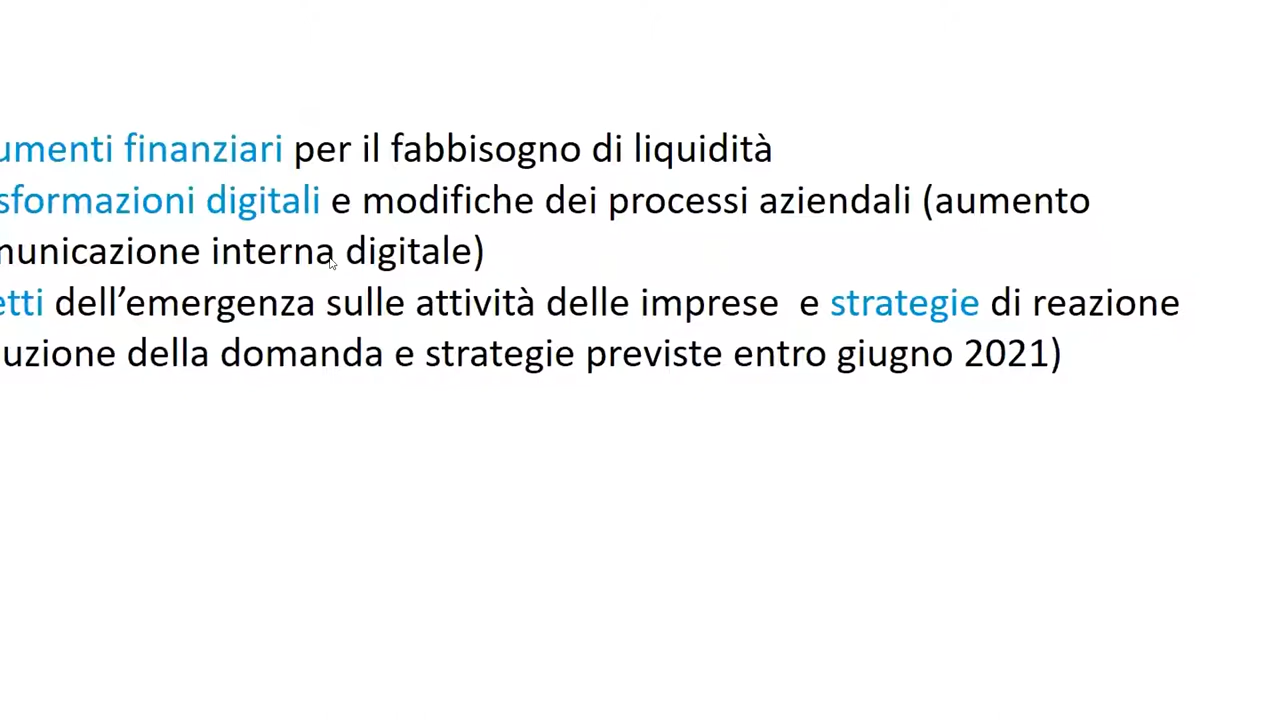 umenti finanziari per il fabbisogno di liquidità
sformazioni digitali e modifiche dei processi aziendali (aumento
nunicazione interna digitale)
etti dell’emergenza sulle attività delle imprese e strategie di reazione
uzione della domanda e strategie previste entro giugno 2021)